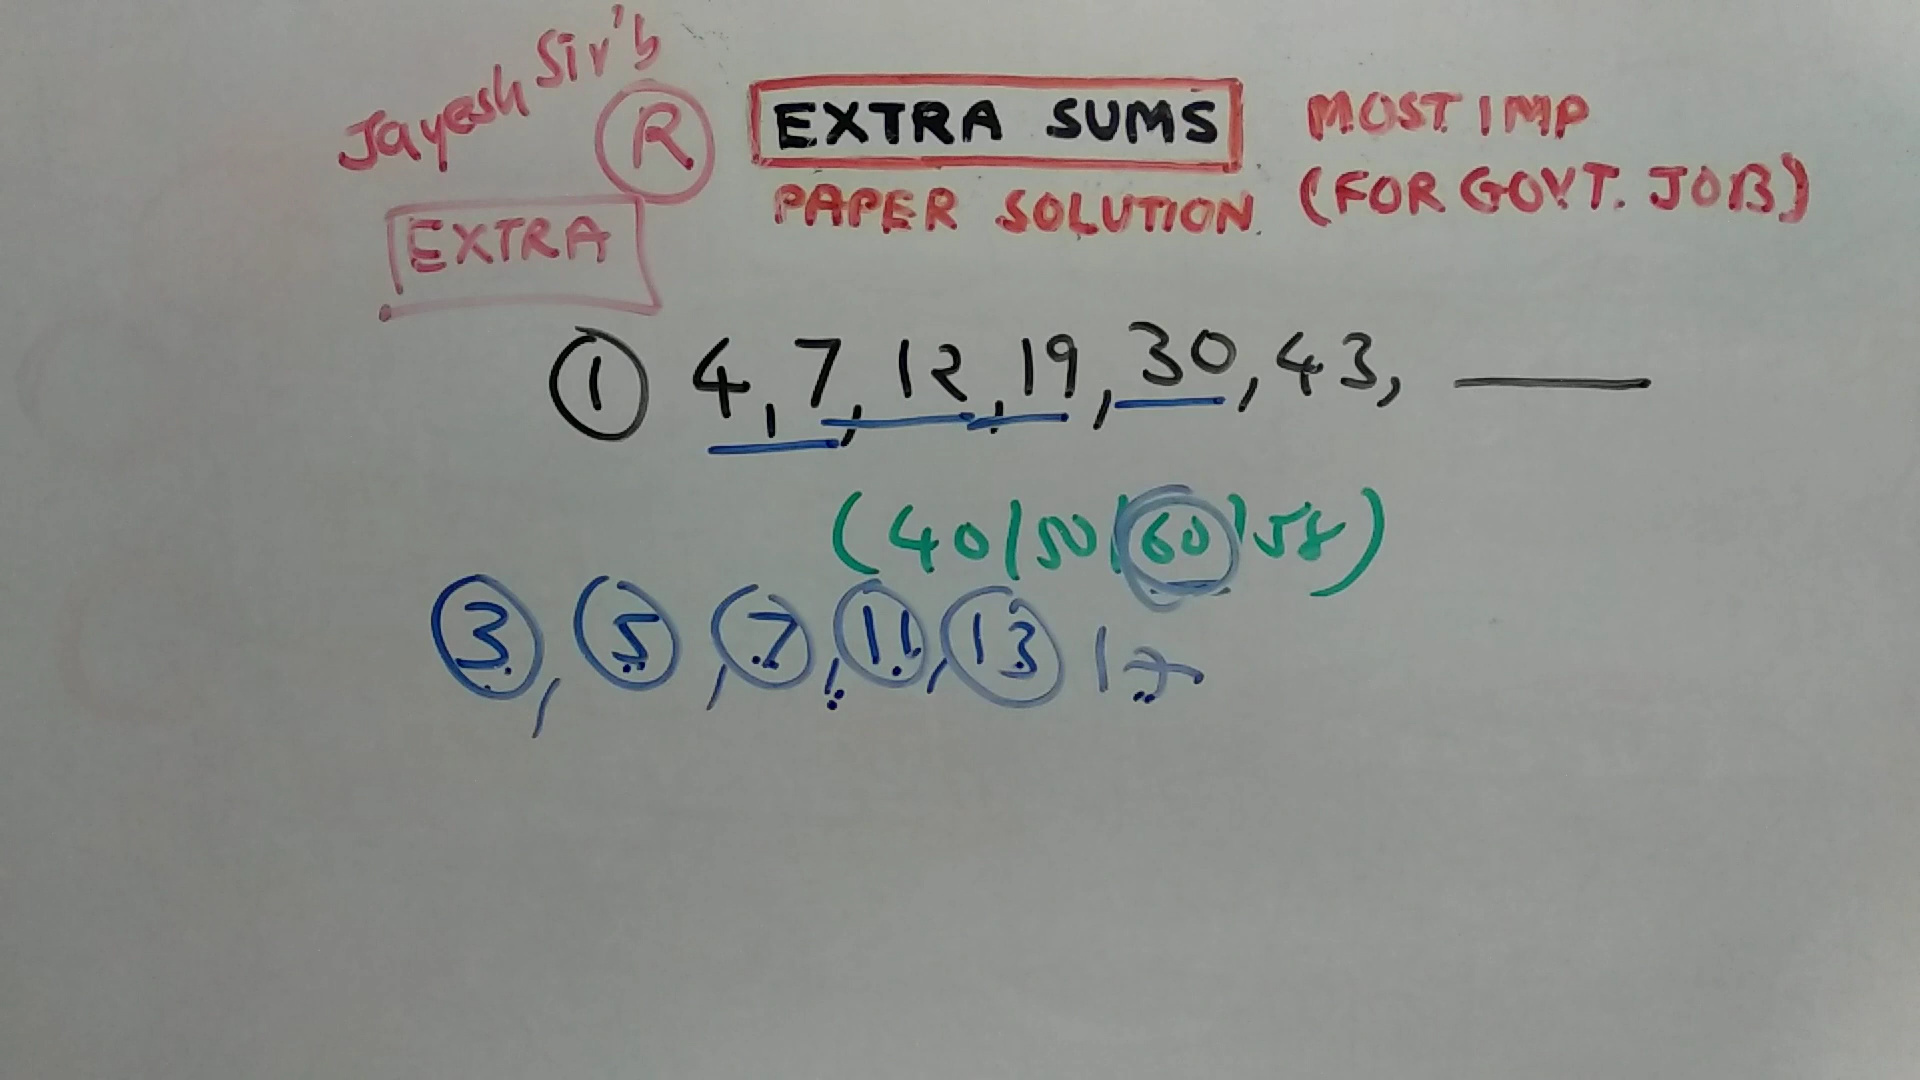 Jayesh Sir's
R
EXTRA
EXTRA SUMS
PAPER SOLUTION.
MOST IMP
(FOR GOVT. JOB)
① 4, 7, 12, 19, 30, 43, ____
(40/50/60/58)
3, 5, 7, 11, 13 17